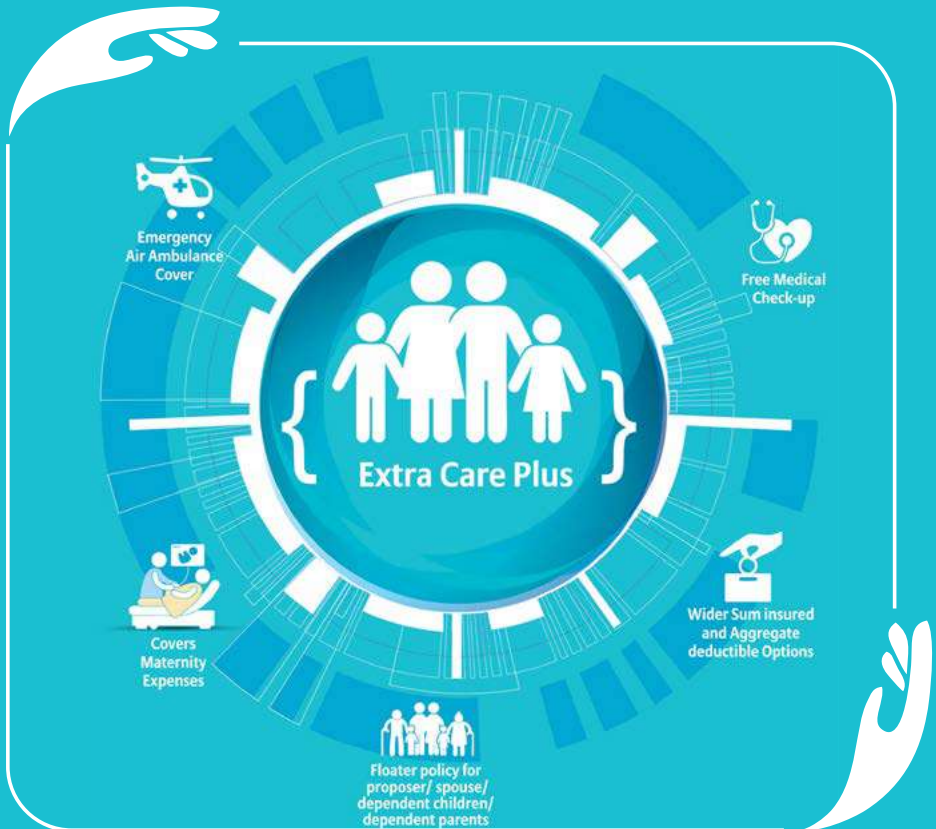 Emergency
Air Ambulance
Cover
Free Medical
Check-up
{ Extra Care Plus }
Wider Sum insured
and Aggregate
deductible Options
Covers
Maternity
Expenses
Floater policy for
proposer/ spouse/
dependent children/
dependent parents